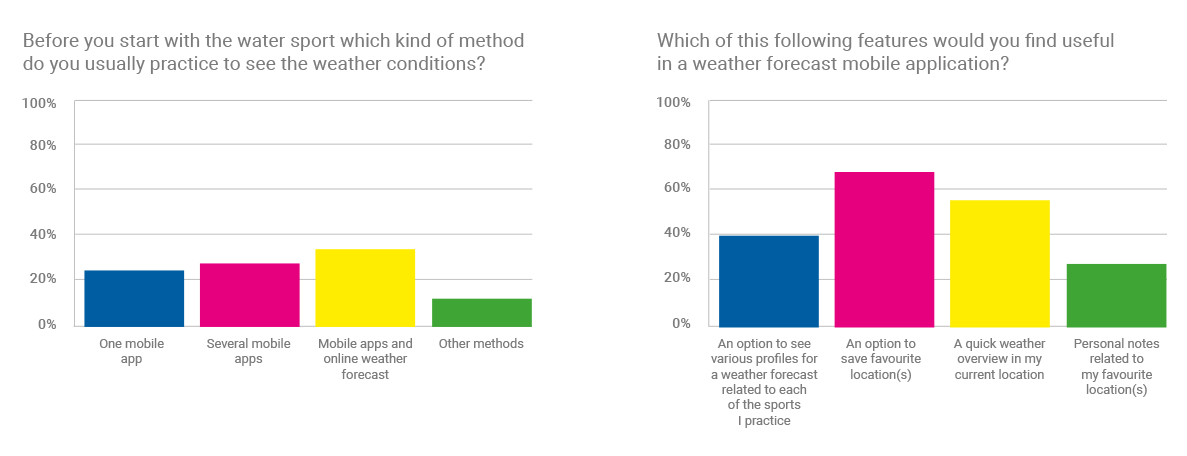 Before you start with the water sport which kind of method
do you usually practice to see the weather conditions?
100%
80%
60%
40%
20%
0%
One mobile
app
Several mobile
apps
Mobile apps and
online weather
forecast
Other methods
Which of this following features would you find useful
in a weather forecast mobile application?
100%
80%
60%
40%
20%
0%
An option to see
various profiles for
a weather forecast
related to each
of the sports
I practice
An option to
save favourite
location(s)
A quick weather
overview in my
current location
Personal notes
related to
my favourite
location(s)